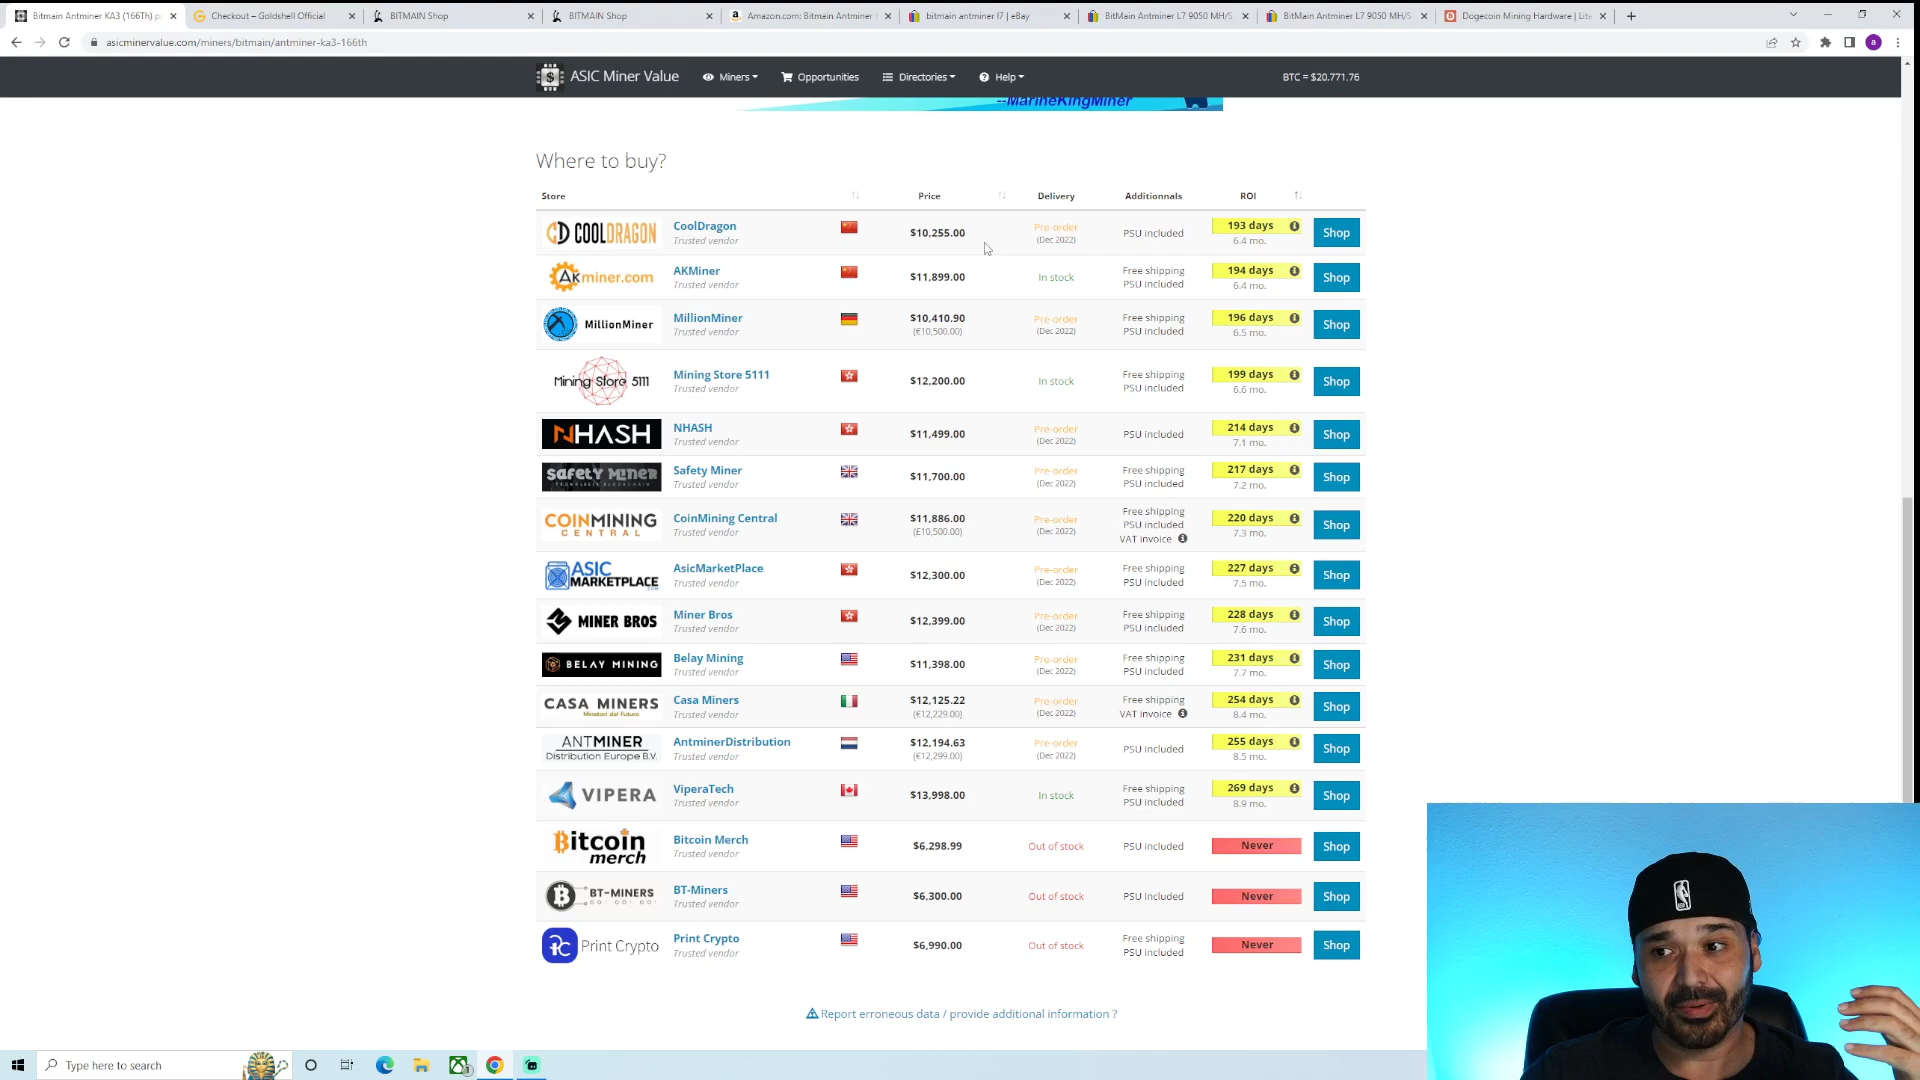 Bitmain Antminer KA3 (166Th) p
Checkout – Goldshell Official
BITMAIN Shop
BITMAIN Shop
Amazon.com: Bitmain Antminer
bitmain antminer l7 | eBay
BitMain Antminer L7 9050 MH/S
BitMain Antminer L7 9050 MH/S
Dogecoin Mining Hardware | Lite
asicminervalue.com/miners/bitmain/antminer-ka3-166th
ASIC Miner Value
Miners
Opportunities
Directories
Help
BTC = $20,771.76
--MarineKingMiner
Where to buy?
Store Price Delivery Additionnals ROI
COOLDRAGON CoolDragon $10,255.00 Pre-order PSU included 193 days Shop
Trusted vendor (Dec 2022) 6.4 mo.
AKminer.com AKMiner $11,899.00 In stock Free shipping 194 days Shop
Trusted vendor PSU included 6.4 mo.
MillionMiner MillionMiner $10,410.90 Pre-order Free shipping 196 days Shop
Trusted vendor (€10,500.00) (Dec 2022) PSU included 6.5 mo.
Mining Store 5111 Mining Store 5111 $12,200.00 In stock Free shipping 199 days Shop
Trusted vendor PSU included 6.6 mo.
NHASH NHASH $11,499.00 Pre-order PSU included 214 days Shop
Trusted vendor (Dec 2022) 7.1 mo.
SAFETY MINER Safety Miner $11,700.00 Pre-order Free shipping 217 days Shop
Trusted vendor (Dec 2022) PSU included 7.2 mo.
COINMINING CENTRAL CoinMining Central $11,886.00 Pre-order Free shipping PSU included 220 days Shop
Trusted vendor (£10,500.00) (Dec 2022) VAT invoice 7.3 mo.
ASIC MARKETPLACE.COM AsicMarketPlace $12,300.00 Pre-order Free shipping 227 days Shop
Trusted vendor (Dec 2022) PSU included 7.5 mo.
MINER BROS Miner Bros $12,399.00 Pre-order Free shipping 228 days Shop
Trusted vendor (Dec 2022) PSU included 7.6 mo.
BELAY MINING Belay Mining $11,398.00 Pre-order Free shipping 231 days Shop
Trusted vendor (Dec 2022) PSU included 7.7 mo.
CASA MINERS Casa Miners $12,125.22 Pre-order Free shipping 254 days Shop
Minatori del Futuro Trusted vendor (€12,229.00) (Dec 2022) VAT invoice 8.4 mo.
ANTMINER AntminerDistribution $12,194.63 Pre-order PSU included 255 days Shop
Distribution Europe B.V. Trusted vendor (€12,299.00) (Dec 2022) 8.5 mo.
VIPERA ViperaTech $13,998.00 In stock Free shipping 269 days Shop
Trusted vendor PSU included 8.9 mo.
Bitcoin merch Bitcoin Merch $6,298.99 Out of stock PSU included Never Shop
Trusted vendor
BT-MINERS BT-Miners $6,300.00 Out of stock PSU included Never Shop
Trusted vendor
Print Crypto Print Crypto $6,990.00 Out of stock Free shipping Never Shop
Trusted vendor PSU included
Report erroneous data / provide additional information ?
Type here to search